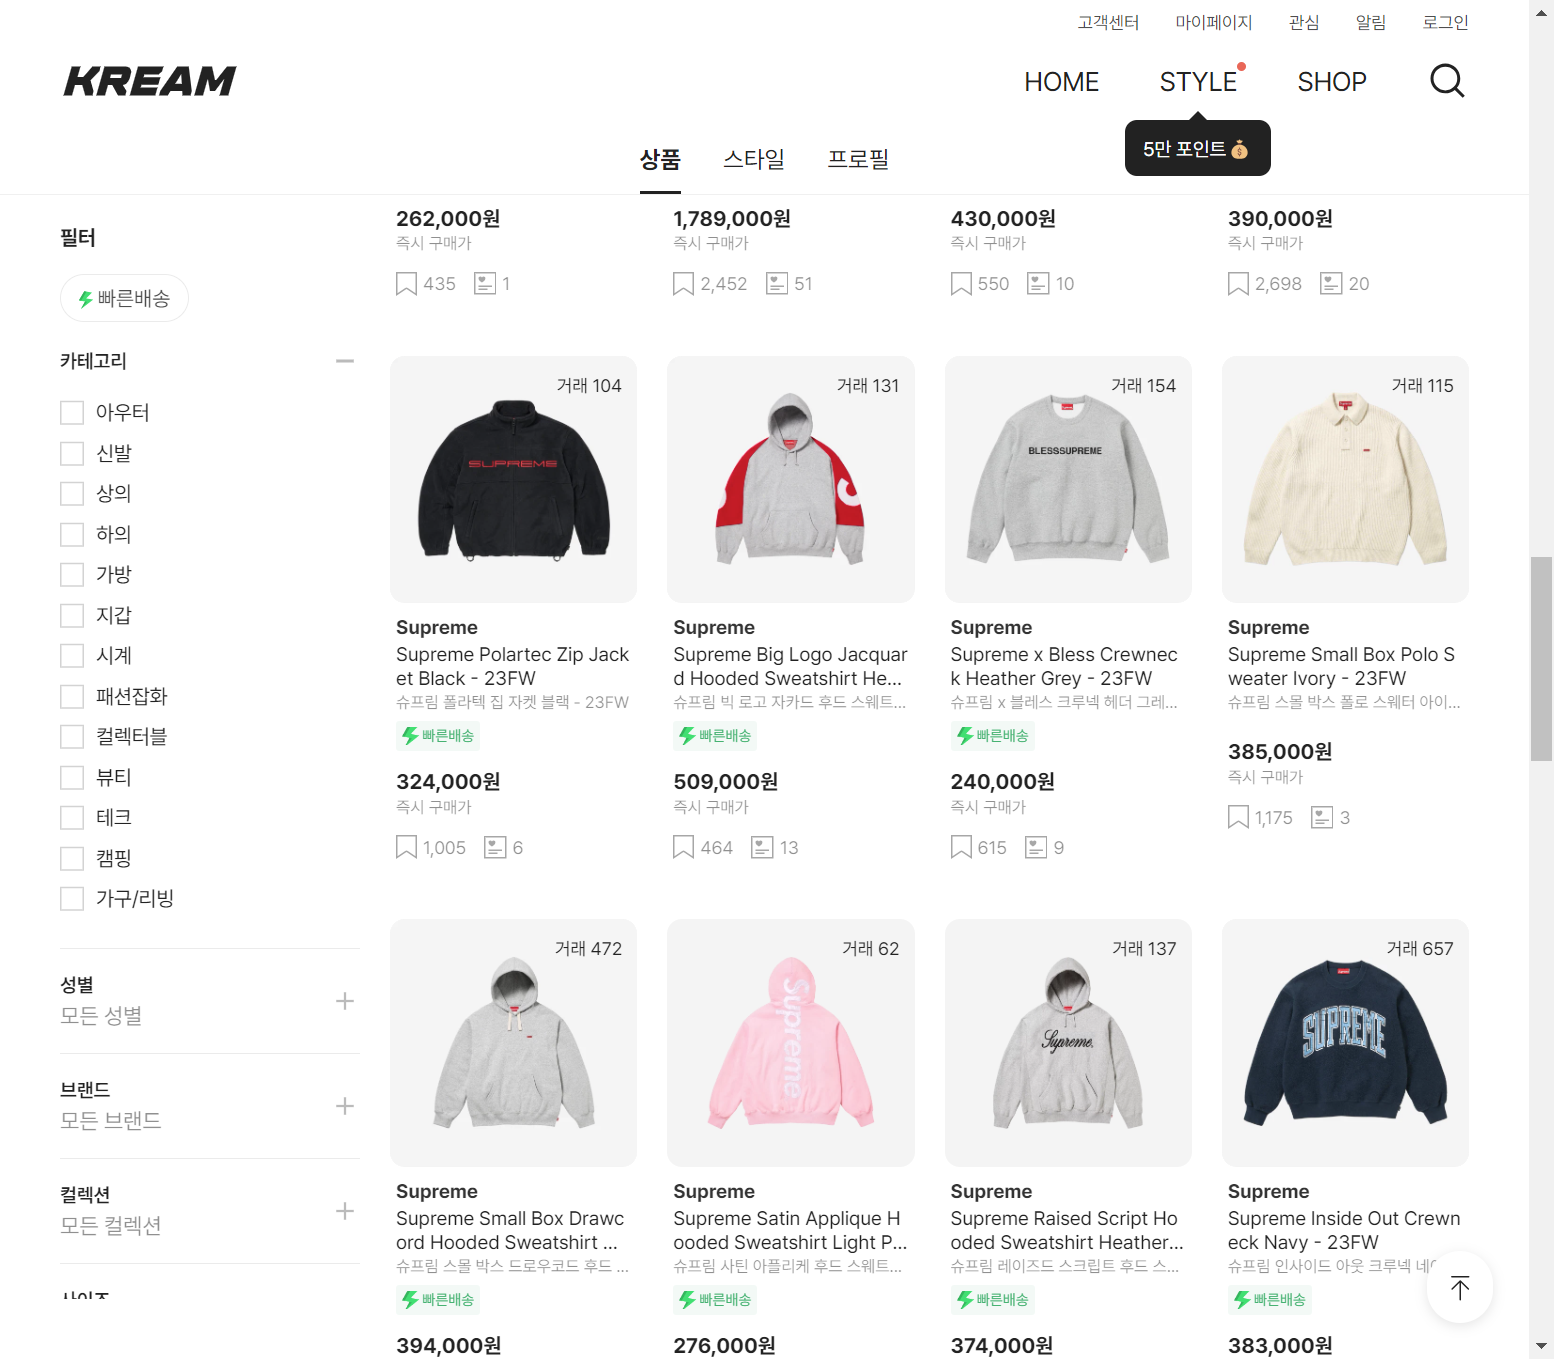 고객센터 마이페이지 관심 알림 로그인
KREAM
HOME STYLE SHOP
5만 포인트
상품 스타일 프로필
필터
빠른배송
카테고리
아우터
신발
상의
하의
가방
지갑
시계
패션잡화
컬렉터블
뷰티
테크
캠핑
가구/리빙
성별
모든 성별
브랜드
모든 브랜드
컬렉션
모든 컬렉션
262,000원
즉시 구매가
435 1
1,789,000원
즉시 구매가
2,452 51
430,000원
즉시 구매가
550 10
390,000원
즉시 구매가
2,698 20
거래 104
SUPREME
Supreme
Supreme Polartec Zip Jack
et Black - 23FW
슈프림 폴라텍 집 자켓 블랙 - 23FW
빠른배송
324,000원
즉시 구매가
1,005 6
거래 131
Supreme
Supreme Big Logo Jacquar
d Hooded Sweatshirt He...
슈프림 빅 로고 자카드 후드 스웨트...
빠른배송
509,000원
즉시 구매가
464 13
거래 154
BLESSSUPREME
Supreme
Supreme x Bless Crewnec
k Heather Grey - 23FW
슈프림 x 블레스 크루넥 헤더 그레...
빠른배송
240,000원
즉시 구매가
615 9
거래 115
Supreme
Supreme Small Box Polo S
weater Ivory - 23FW
슈프림 스몰 박스 폴로 스웨터 아이...
385,000원
즉시 구매가
1,175 3
거래 472
Supreme
Supreme Small Box Drawc
ord Hooded Sweatshirt ...
슈프림 스몰 박스 드로우코드 후드 ...
빠른배송
394,000원
거래 62
Supreme
Supreme
Supreme Satin Applique H
ooded Sweatshirt Light P...
슈프림 사틴 아플리케 후드 스웨트...
빠른배송
276,000원
거래 137
Supreme.
Supreme
Supreme Raised Script Ho
oded Sweatshirt Heather...
슈프림 레이즈드 스크립트 후드 스...
빠른배송
374,000원
거래 657
SUPREME
Supreme
Supreme Inside Out Crewn
eck Navy - 23FW
슈프림 인사이드 아웃 크루넥
빠른배송
383,000원